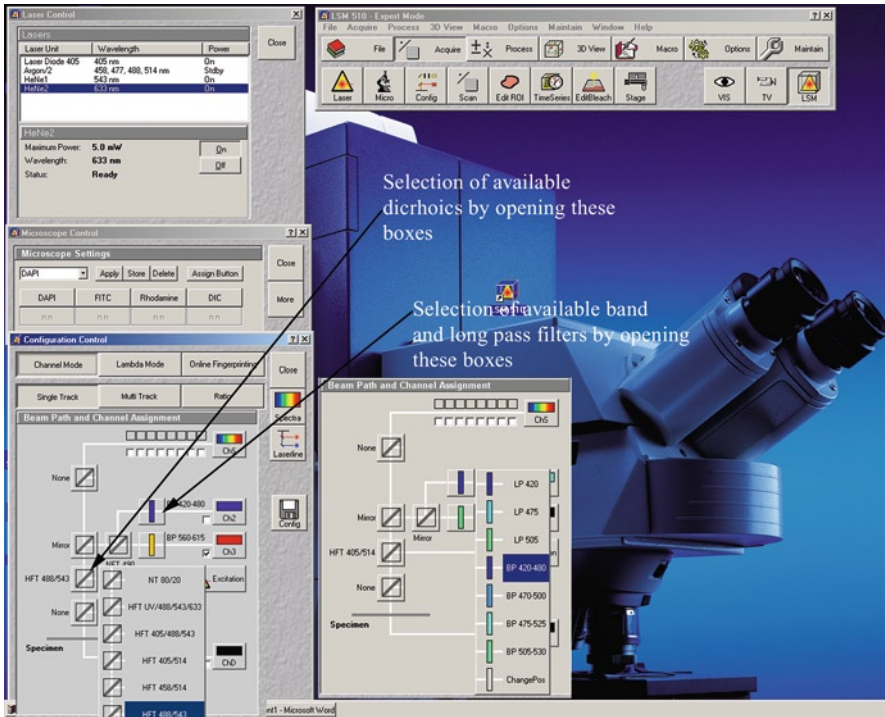 Laser Control
Lasers
Laser Unit Wavelength Power
Laser Diode 405 405 nm On
Argon/2 458, 477, 488, 514 nm Stdby
HeNe1 543 nm On
HeNe2 633 nm On
Close
HeNe2
Maximum Power: 5.0 mW
Wavelength: 633 nm
Status: Ready
On
Off
LSM 510 - Expert Mode
File Acquire Process 3D View Macro Options Maintain Window Help
File Acquire Process 3D View Macro Options Maintain
Laser Micro Config Scan Edit ROI TimeSeries EditBleach Stage VIS TV LSM
Selection of available
dicrhoics by opening these
boxes
Microscope Control
Microscope Settings
DAPI Apply Store Delete Assign Button
Close
DAPI FITC Rhodamine DIC
More
n.n n.n n.n n.n
Selection of available band
and long pass filters by opening
these boxes
Configuration Control
Channel Mode Lambda Mode Online Fingerprinting
Close
Single Track Multi Track Ratio
Spectra
Laserline
Config
Beam Path and Channel Assignment
ChS
None
BP 420-480
Ch2
Mirror
BP 560-615
Ch3
NFT 490
HFT 488/543
Excitation
None
Specimen
ChD
NT 80/20
HFT UV/488/543/633
HFT 405/488/543
HFT 405/514
HFT 458/514
HFT 488/543
Beam Path and Channel Assignment
ChS
None
Mirror
Mirror
HFT 405/514
None
Specimen
LP 420
LP 475
LP 505
BP 420-480
BP 470-500
BP 475-525
BP 505-530
ChangePos
nt1 - Microsoft Word